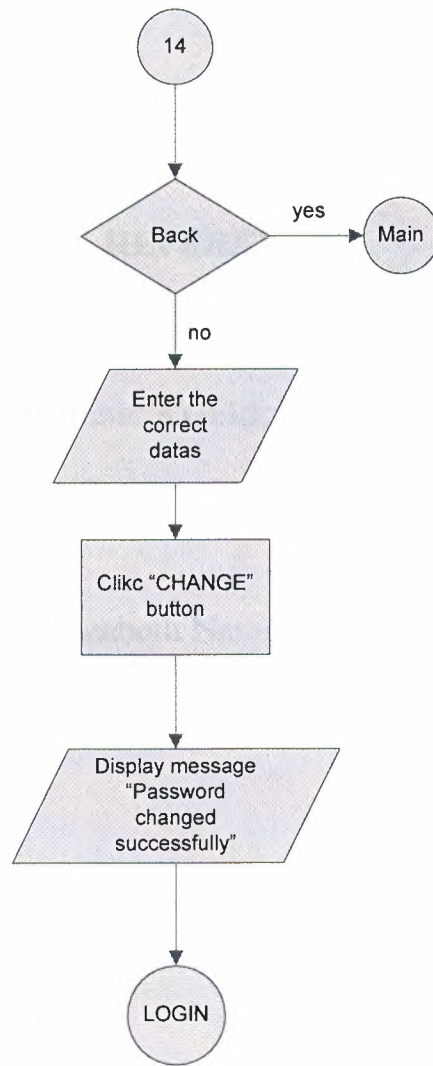 14
Back
yes
Main
no
Enter the
correct
datas
Clikc “CHANGE”
button
Display message
“Password
changed
successfully”
LOGIN